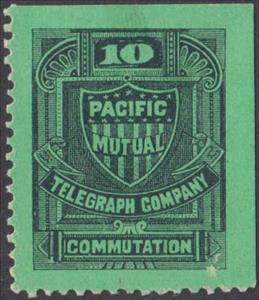 10
PACIFIC
MUTUAL
TELEGRAPH COMPANY
COMMUTATION